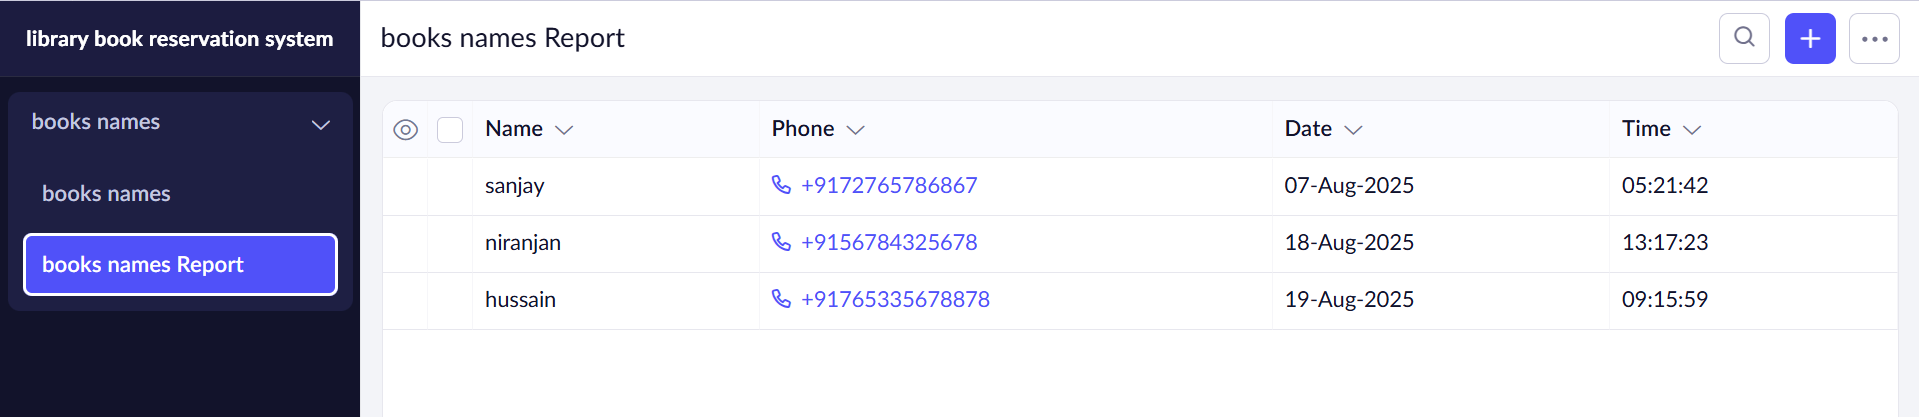 library book reservation system
books names
books names
books names Report
books names Report
Name Phone Date Time
sanjay +9172765786867 07-Aug-2025 05:21:42
niranjan +9156784325678 18-Aug-2025 13:17:23
hussain +91765335678878 19-Aug-2025 09:15:59